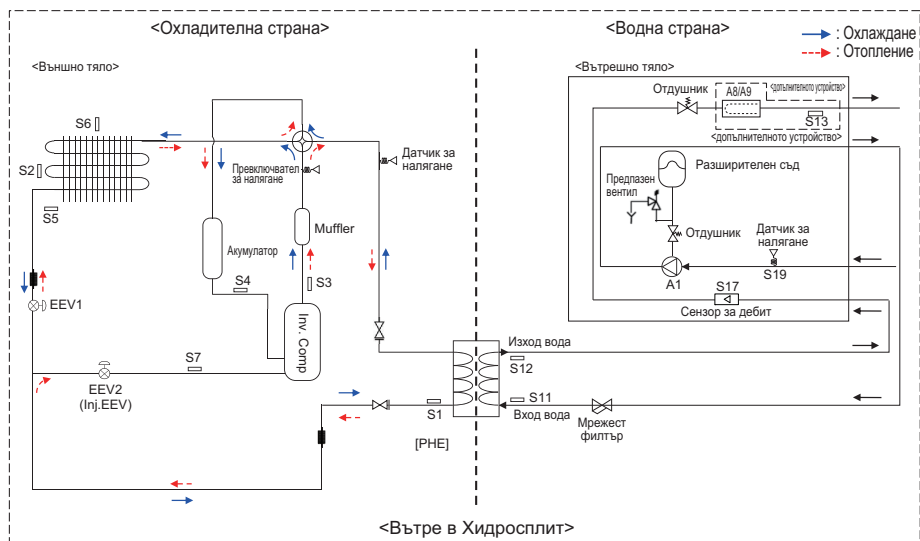 <Охладителна страна>
<Водна страна>
: Охлаждане
: Отопление
<Външно тяло>
<Вътрешно тяло>
Отдушник
A8/A9
<допълнителното устройство>
S13
<допълнителното устройство>
S6
S2
S5
Превключвател
за налягане
Датчик за
налягане
Разширителен съд
Предпазен
вентил
Muffler
Акумулатор
Отдушник
Датчик за
налягане
S4
S3
A1
S19
S17
Сензор за дебит
EEV1
Inv. Comp
Изход вода
S12
S7
EEV2
(Inj.EEV)
S1
S11
Вход вода
Мрежест
филтър
[PHE]
<Вътре в Хидросплит>